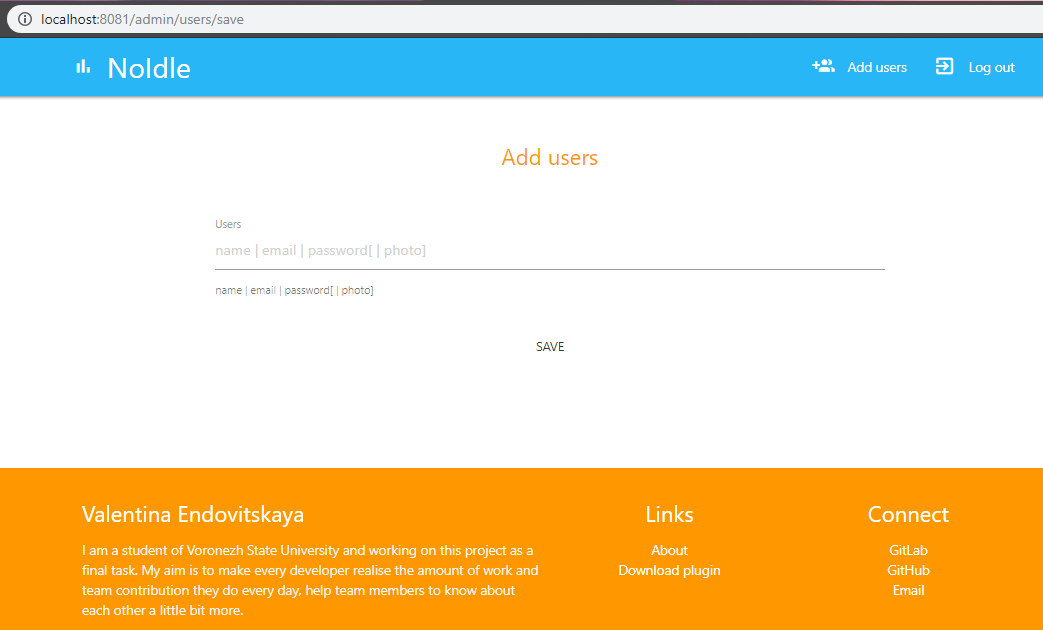 localhost:8081/admin/users/save
NoIdle
Add users
Log out
Add users
Users
name | email | password[ | photo]
name | email | password[ | photo]
SAVE
Valentina Endovitskaya
I am a student of Voronezh State University and working on this project as a
final task. My aim is to make every developer realise the amount of work and
team contribution they do every day, help team members to know about
each other a little bit more.
Links
About
Download plugin
Connect
GitLab
GitHub
Email